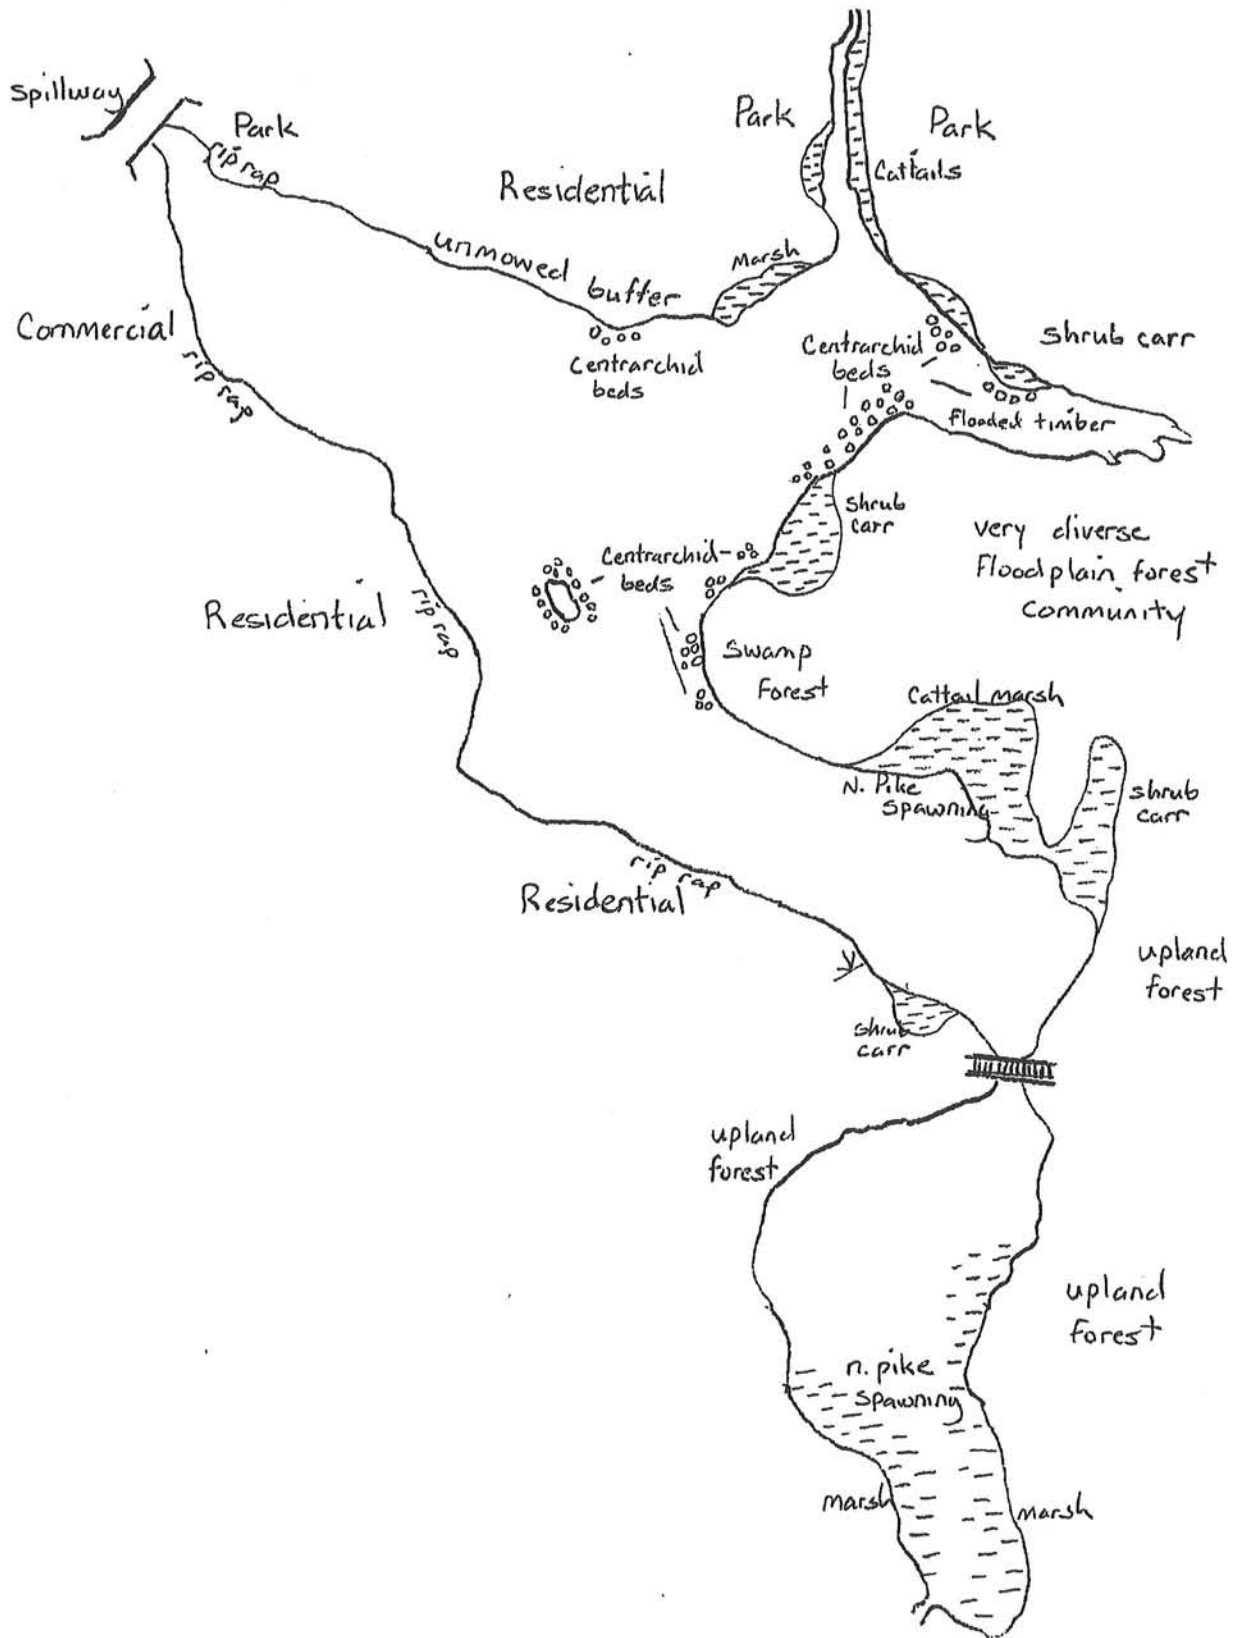 Spillway
Park
rip rap
Residential
unmowed
buffer
Marsh
Park
Park
Cattails
Centrarchid
beds
Centrarchid
beds
Shrub carr
flooded timber
Commercial
rip rap
Shrub
carr
very diverse
Floodplain forest
Community
Centrarchid
beds
Residential
rip rap
Swamp
Forest
Cattail marsh
N. Pike
Spawning
shrub
carr
rip rap
Residential
upland
forest
shrub
carr
upland
forest
upland
forest
n. pike
spawning
marsh
marsh